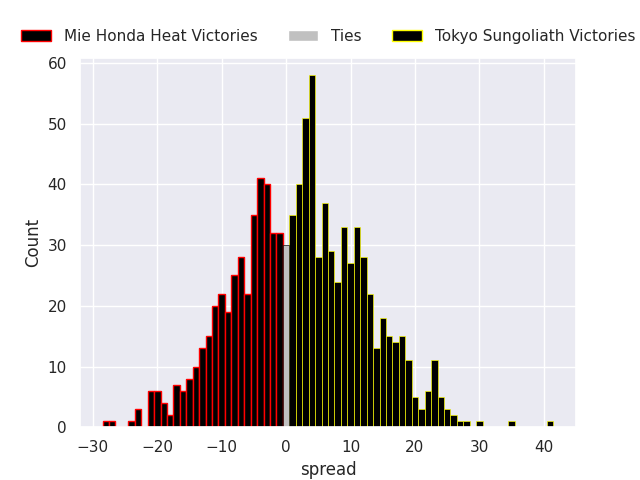 Mie Honda Heat Victories
Ties
Tokyo Sungoliath Victories
60
50
40
30
20
10
0
Count
−30 −20 −10 0 10 20 30 40
spread